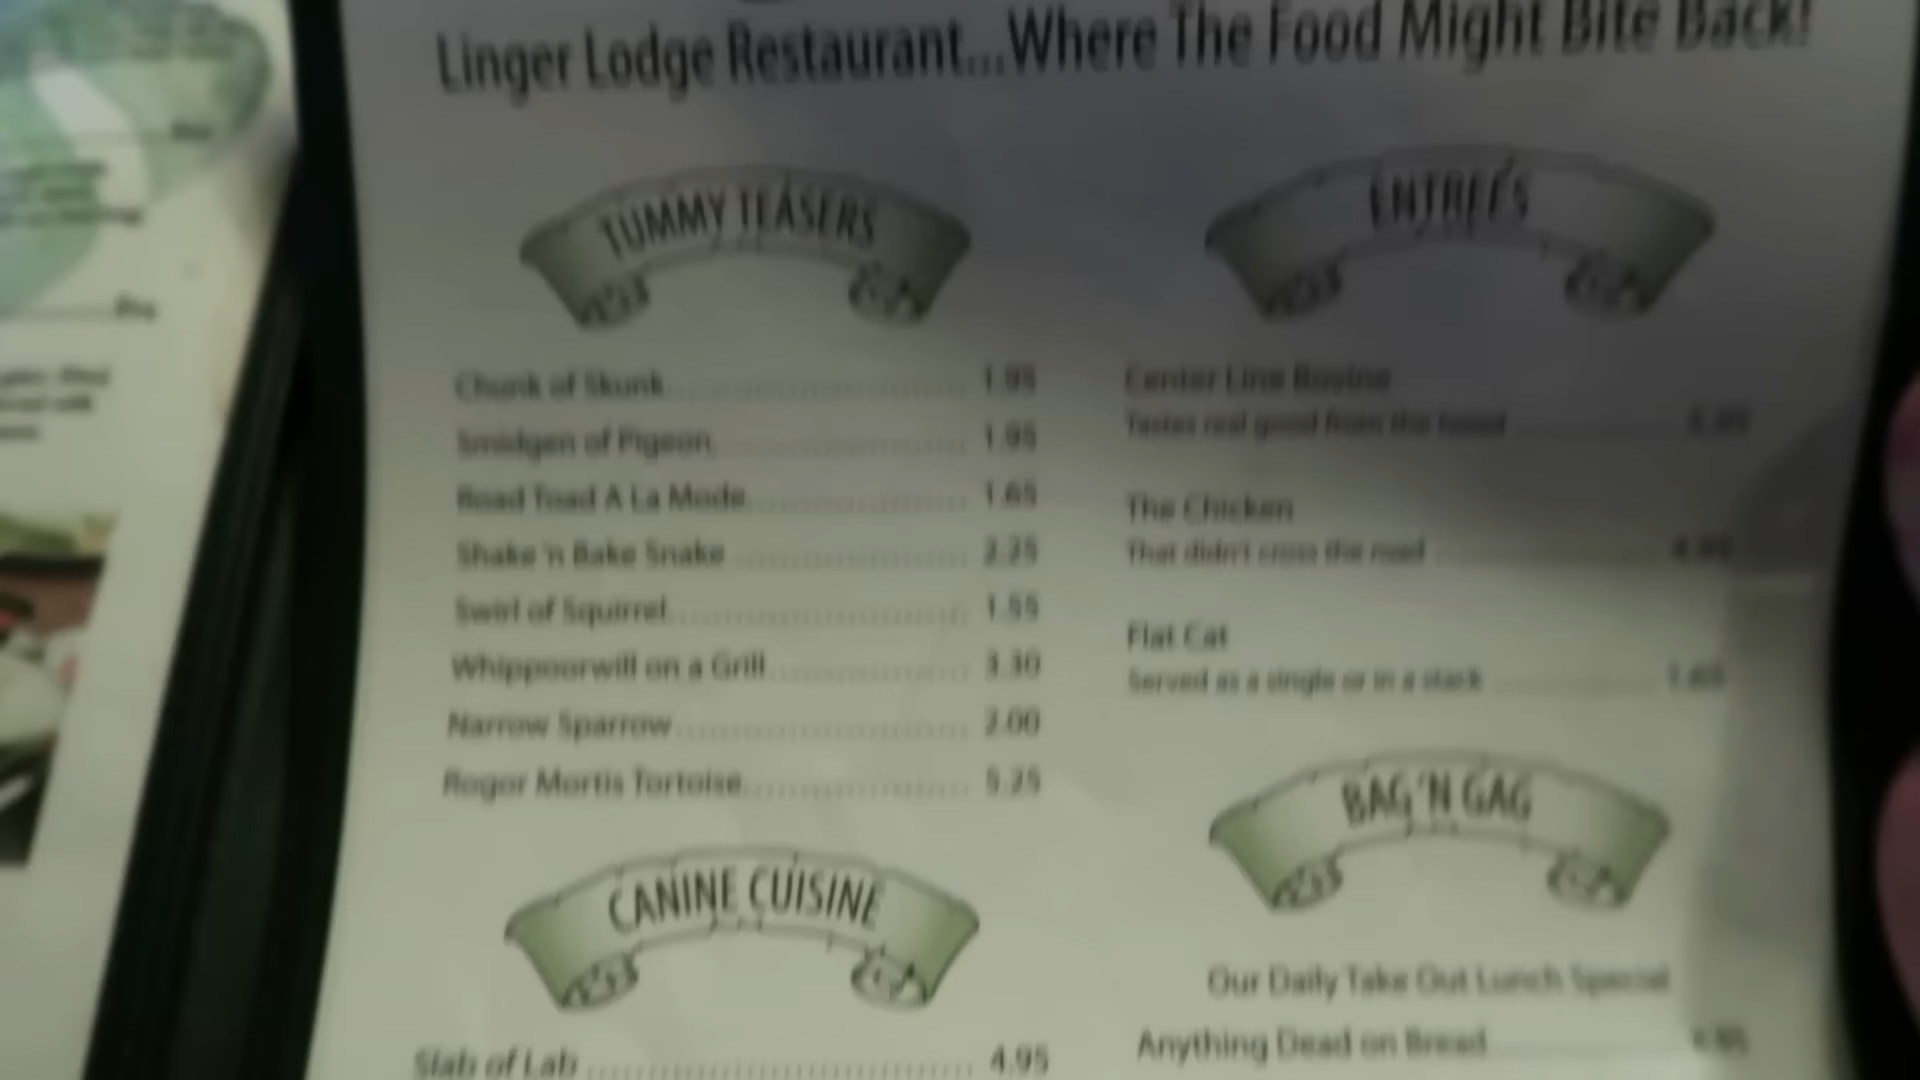 Linger Lodge Restaurant...Where The Food Might Bite Back!
TUMMY TEASERS
Chunk of Skunk 1.95
Smidgen of Pigeon 1.95
Road Toad A La Mode 1.65
Shake 'n Bake Snake 2.25
Swirl of Squirrel 1.55
Whippoorwill on a Grill 3.30
Narrow Sparrow 2.00
Rogor Mortis Tortoise 5.25
CANINE CUISINE
Slab of Lab 4.95
ENTREÉS
Center Line Bovine
Tastes real good from the hood
The Chicken
That didn't cross the road
Flat Cat
Served as a single or in a stack
BAG 'N GAG
Our Daily Take Out Lunch Special
Anything Dead on Bread